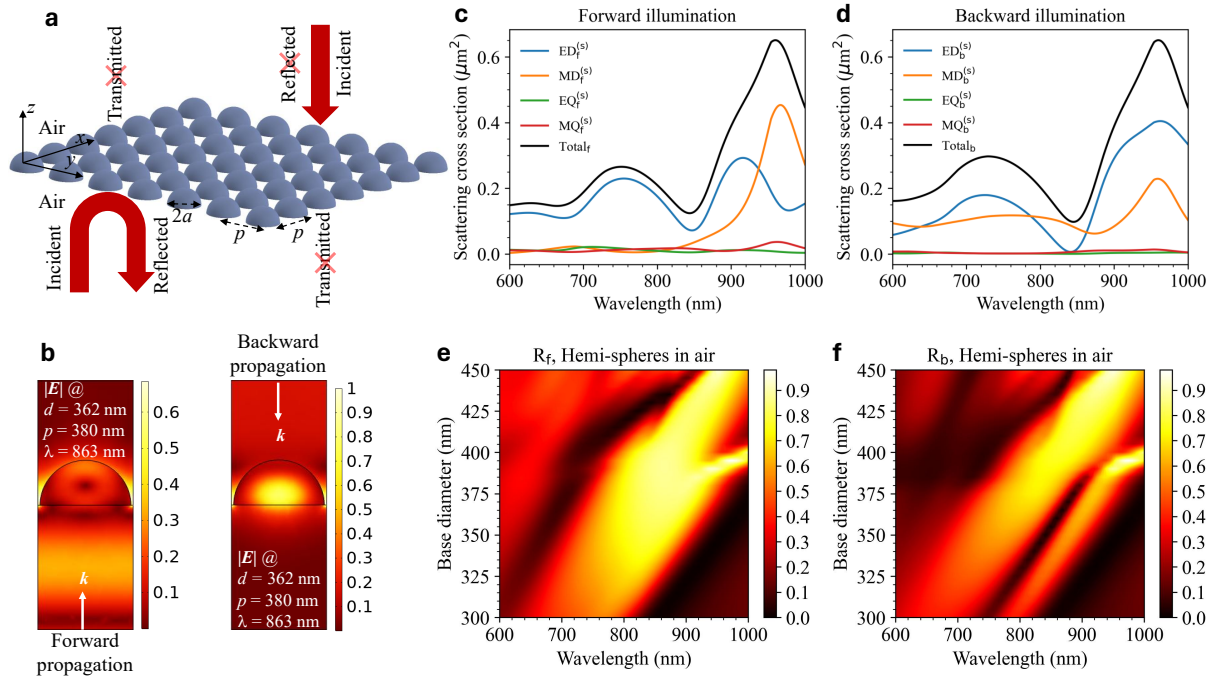 a
Transmitted
Reflected
Incident
z
Air
x
y
Air
2a
p
p
Incident
Reflected
Transmitted
b
|E| @
d = 362 nm
p = 380 nm
λ = 863 nm
k
Forward
propagation
0.6
0.5
0.4
0.3
0.2
0.1
Backward
propagation
k
|E| @
d = 362 nm
p = 380 nm
λ = 863 nm
1
0.9
0.8
0.7
0.6
0.5
0.4
0.3
0.2
0.1
c
Forward illumination
Scattering cross section (μm²)
0.6
0.4
0.2
0.0
ED_f^(s)
MD_f^(s)
EQ_f^(s)
MQ_f^(s)
Total_f
600 700 800 900 1000
Wavelength (nm)
d
Backward illumination
Scattering cross section (μm²)
0.6
0.4
0.2
0.0
ED_b^(s)
MD_b^(s)
EQ_b^(s)
MQ_b^(s)
Total_b
600 700 800 900 1000
Wavelength (nm)
e
R_f, Hemi-spheres in air
Base diameter (nm)
450
425
400
375
350
325
300
600 700 800 900 1000
Wavelength (nm)
0.9
0.8
0.7
0.6
0.5
0.4
0.3
0.2
0.1
0.0
f
R_b, Hemi-spheres in air
Base diameter (nm)
450
425
400
375
350
325
300
600 700 800 900 1000
Wavelength (nm)
0.9
0.8
0.7
0.6
0.5
0.4
0.3
0.2
0.1
0.0